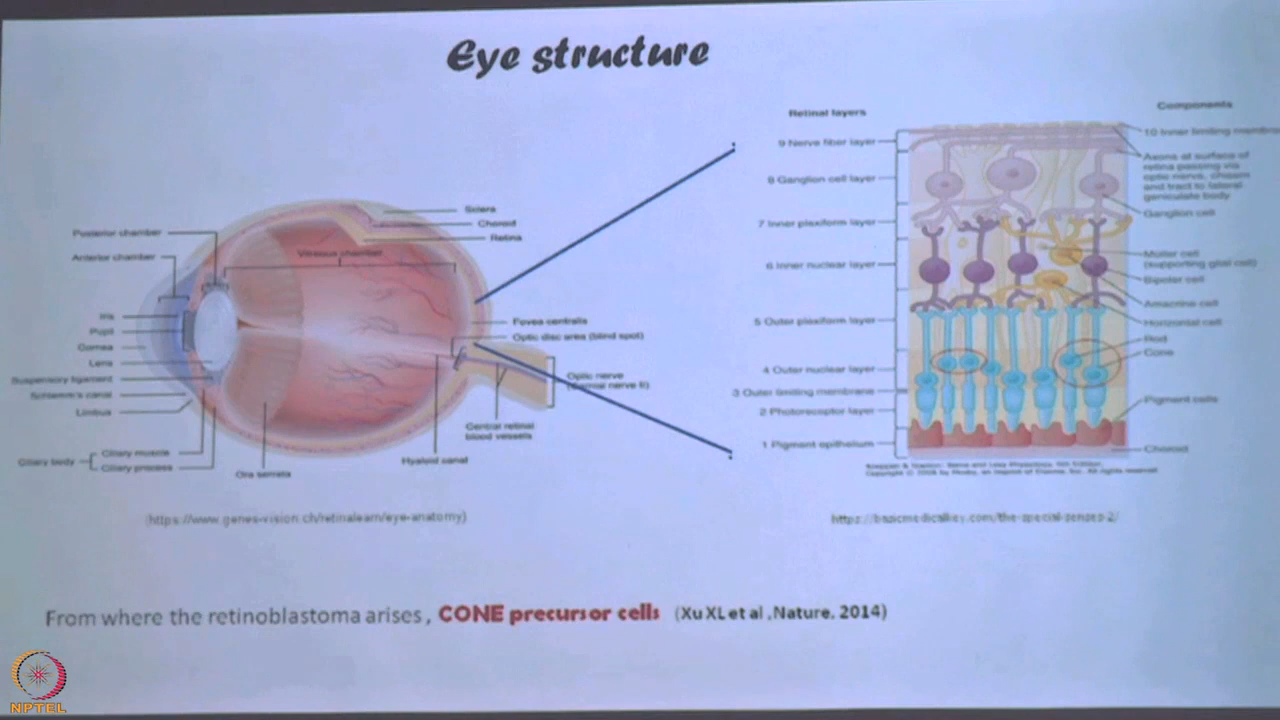 Eye structure
Sclera
Choroid
Retina
Posterior chamber
Vitreous chamber
Anterior chamber
Iris
Pupil
Cornea
Lens
Suspensory ligament
Schlemm's canal
Limbus
Ciliary body
Ciliary muscle
Ciliary process
Ora serrata
Fovea centralis
Optic disc area (blind spot)
Optic nerve
Central retinal
blood vessels
Hyaloid canal
(https://www.genes-vision.ch/retinalearn/eye-anatomy)
Retinal layers
9 Nerve fiber layer
8 Ganglion cell layer
7 Inner plexiform layer
6 Inner nuclear layer
5 Outer plexiform layer
4 Outer nuclear layer
3 Outer limiting membrane
2 Photoreceptor layer
1 Pigment epithelium
Components
10 Inner limiting membrane
Axons at surface of
retina passing via
optic nerve, chiasm
and tract to lateral
geniculate body
Ganglion cell
Müller cell
(supporting glial cell)
Bipolar cell
Amacrine cell
Horizontal cell
Rod
Cone
Pigment cells
Choroid
https://basicmedicalkey.com/the-special-senses-2/
From where the retinoblastoma arises, CONE precursor cells (Xu XL et al ,Nature. 2014)
NPTEL